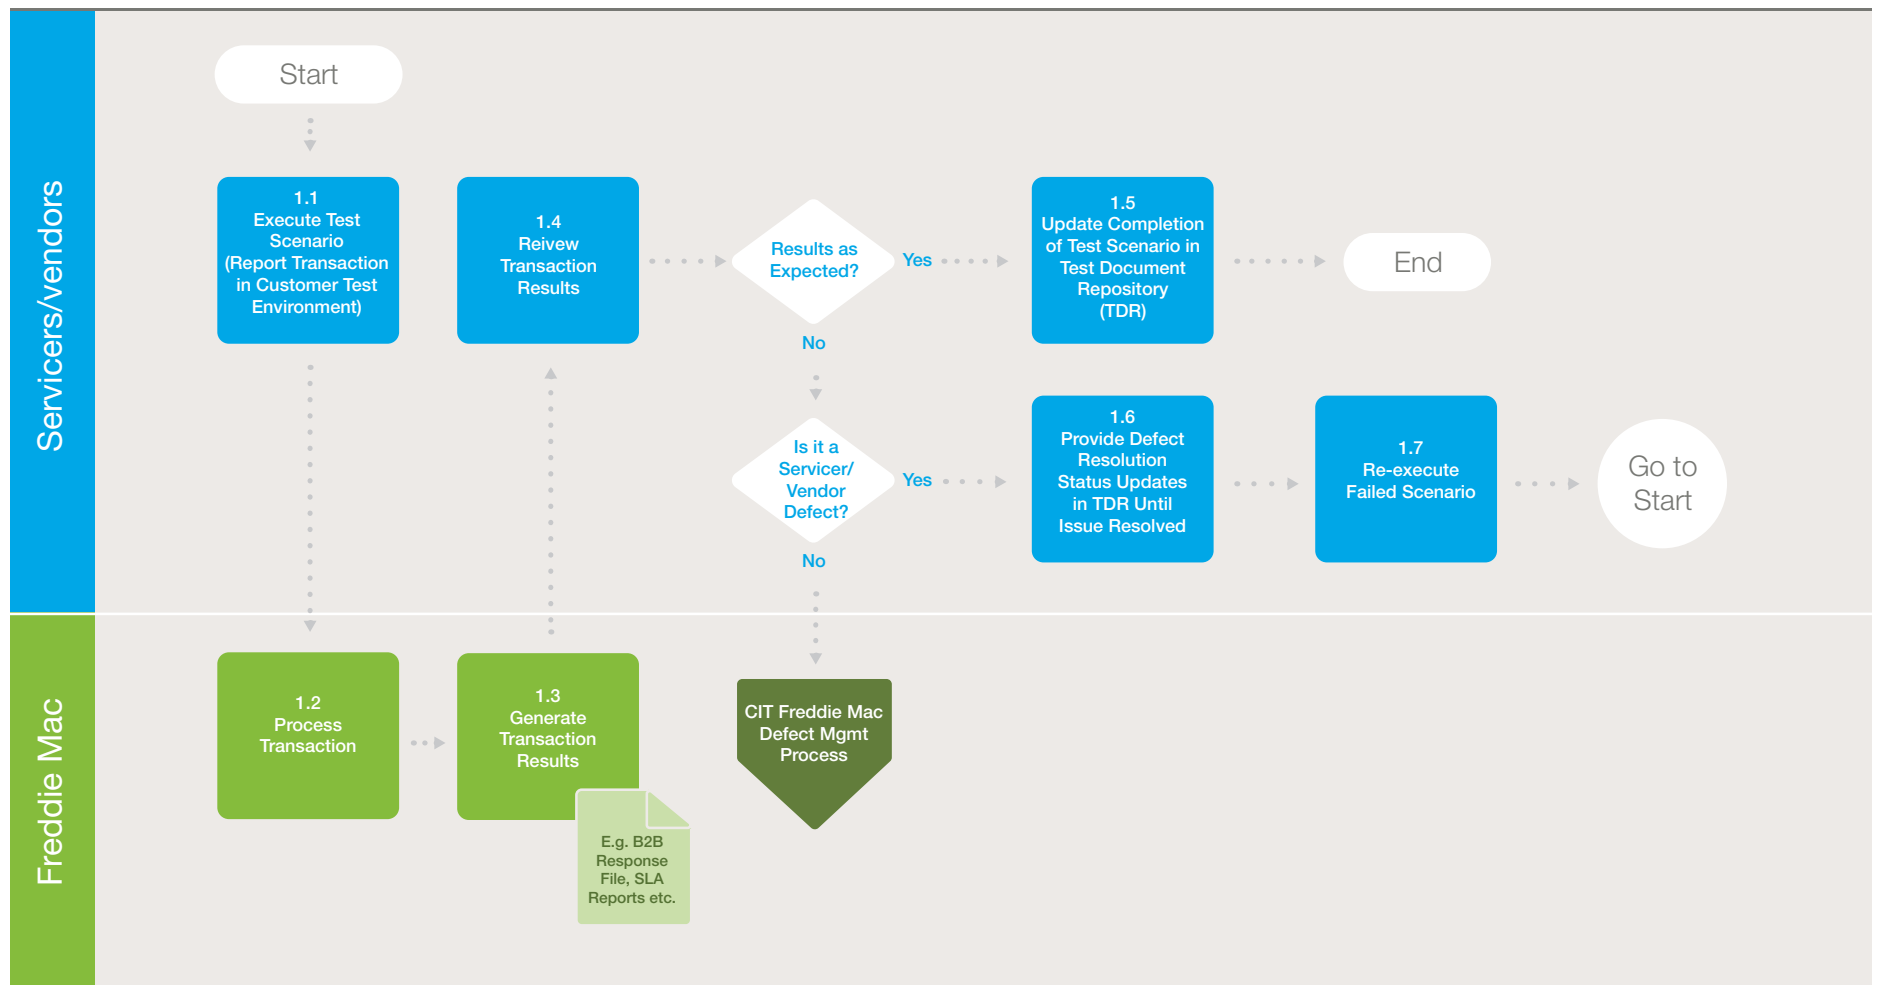 Servicers/vendors
Start
1.1
Execute Test
Scenario
(Report Transaction
in Customer Test
Environment)
1.4
Reivew
Transaction
Results
Results as
Expected?
Yes
1.5
Update Completion
of Test Scenario in
Test Document
Repository
(TDR)
End
No
Is it a
Servicer/
Vendor
Defect?
Yes
1.6
Provide Defect
Resolution
Status Updates
in TDR Until
Issue Resolved
1.7
Re-execute
Failed Scenario
Go to
Start
No
Freddie Mac
1.2
Process
Transaction
1.3
Generate
Transaction
Results
E.g. B2B
Response
File, SLA
Reports etc.
CIT Freddie Mac
Defect Mgmt
Process